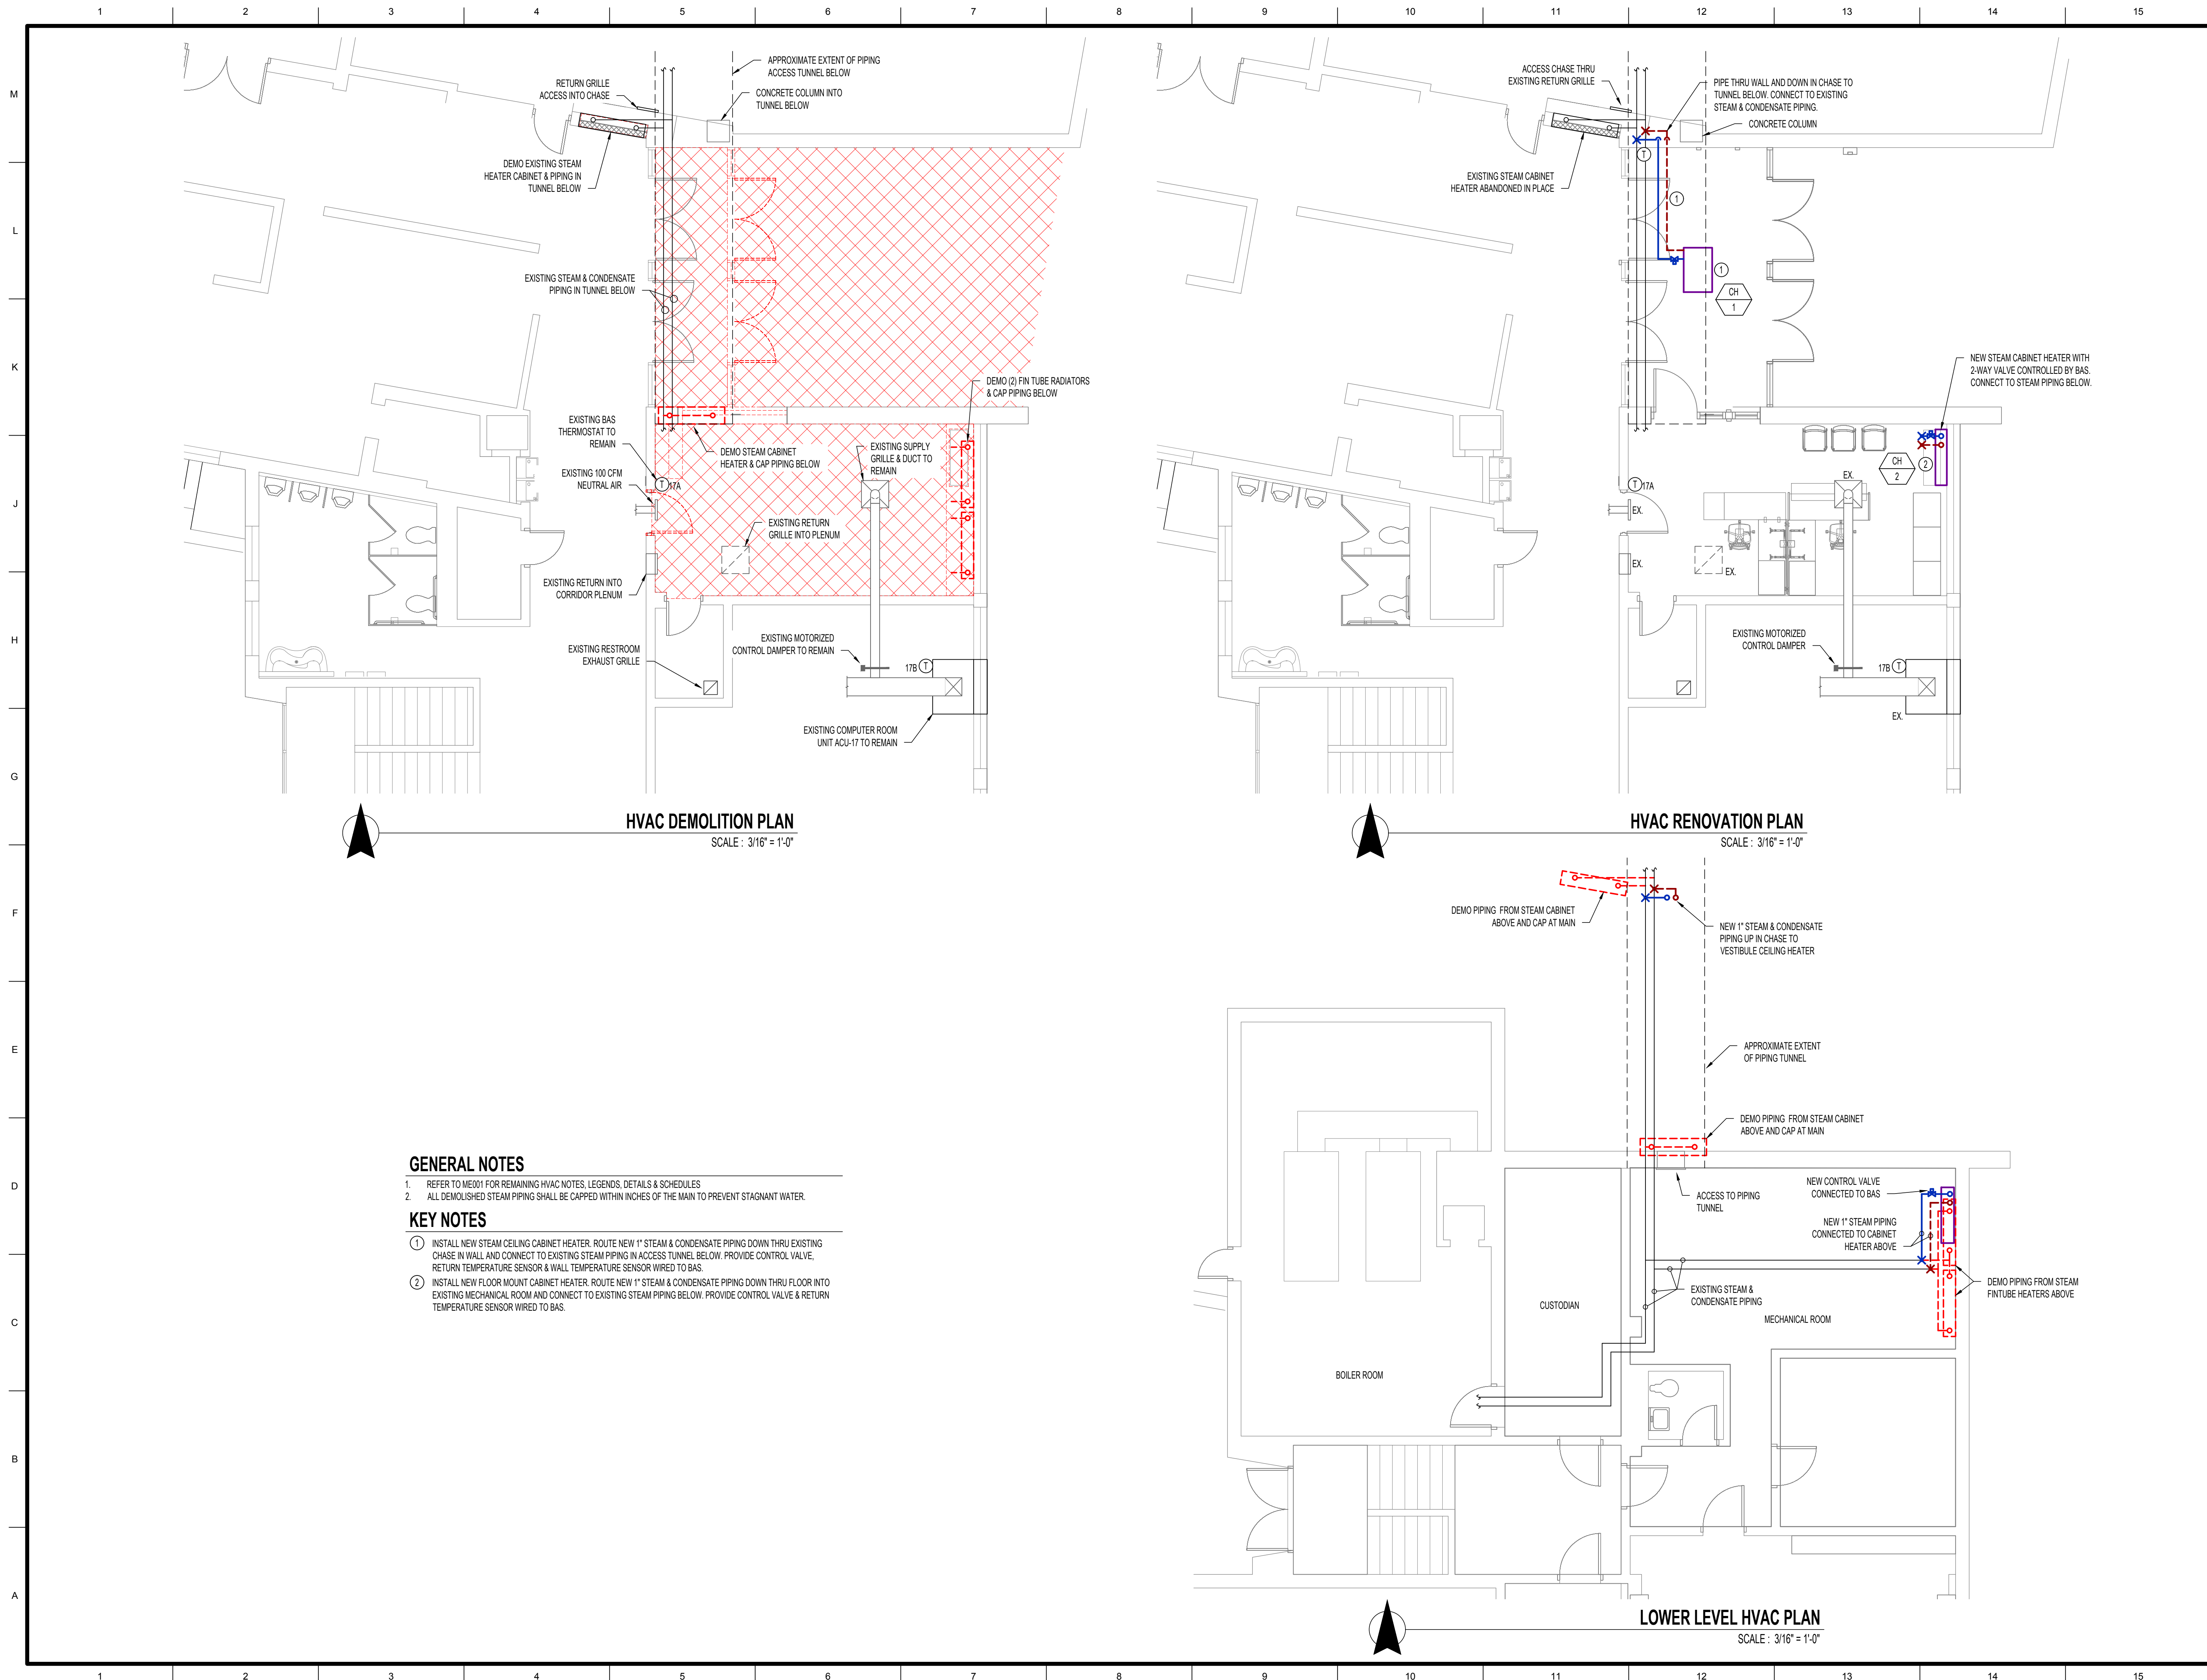 1 2 3 4 5 6 7 8 9 10 11 12 13 14 15
M
L
K
J
H
G
F
E
D
C
B
A
RETURN GRILLE
ACCESS INTO CHASE
APPROXIMATE EXTENT OF PIPING
ACCESS TUNNEL BELOW
CONCRETE COLUMN INTO
TUNNEL BELOW
DEMO EXISTING STEAM
HEATER CABINET & PIPING IN
TUNNEL BELOW
EXISTING STEAM & CONDENSATE
PIPING IN TUNNEL BELOW
DEMO (2) FIN TUBE RADIATORS
& CAP PIPING BELOW
EXISTING BAS
THERMOSTAT TO
REMAIN
DEMO STEAM CABINET
HEATER & CAP PIPING BELOW
EXISTING SUPPLY
GRILLE & DUCT TO
REMAIN
EXISTING 100 CFM
NEUTRAL AIR
T 17A
EXISTING RETURN
GRILLE INTO PLENUM
EXISTING RETURN INTO
CORRIDOR PLENUM
EXISTING RESTROOM
EXHAUST GRILLE
EXISTING MOTORIZED
CONTROL DAMPER TO REMAIN
17B T
EXISTING COMPUTER ROOM
UNIT ACU-17 TO REMAIN
HVAC DEMOLITION PLAN
SCALE : 3/16" = 1'-0"
ACCESS CHASE THRU
EXISTING RETURN GRILLE
PIPE THRU WALL AND DOWN IN CHASE TO
TUNNEL BELOW. CONNECT TO EXISTING
STEAM & CONDENSATE PIPING.
CONCRETE COLUMN
T
EXISTING STEAM CABINET
HEATER ABANDONED IN PLACE
1
1
CH
1
NEW STEAM CABINET HEATER WITH
2-WAY VALVE CONTROLLED BY BAS.
CONNECT TO STEAM PIPING BELOW.
CH
2
2
T 17A
EX.
EX.
EX.
EX.
EXISTING MOTORIZED
CONTROL DAMPER
17B T
EX.
HVAC RENOVATION PLAN
SCALE : 3/16" = 1'-0"
DEMO PIPING FROM STEAM CABINET
ABOVE AND CAP AT MAIN
NEW 1" STEAM & CONDENSATE
PIPING UP IN CHASE TO
VESTIBULE CEILING HEATER
APPROXIMATE EXTENT
OF PIPING TUNNEL
DEMO PIPING FROM STEAM CABINET
ABOVE AND CAP AT MAIN
ACCESS TO PIPING
TUNNEL
NEW CONTROL VALVE
CONNECTED TO BAS
NEW 1" STEAM PIPING
CONNECTED TO CABINET
HEATER ABOVE
EXISTING STEAM &
CONDENSATE PIPING
DEMO PIPING FROM STEAM
FINTUBE HEATERS ABOVE
CUSTODIAN
MECHANICAL ROOM
BOILER ROOM
LOWER LEVEL HVAC PLAN
SCALE : 3/16" = 1'-0"
GENERAL NOTES
1. REFER TO ME001 FOR REMAINING HVAC NOTES, LEGENDS, DETAILS & SCHEDULES
2. ALL DEMOLISHED STEAM PIPING SHALL BE CAPPED WITHIN INCHES OF THE MAIN TO PREVENT STAGNANT WATER.
KEY NOTES
1 INSTALL NEW STEAM CEILING CABINET HEATER. ROUTE NEW 1" STEAM & CONDENSATE PIPING DOWN THRU EXISTING
CHASE IN WALL AND CONNECT TO EXISTING STEAM PIPING IN ACCESS TUNNEL BELOW. PROVIDE CONTROL VALVE,
RETURN TEMPERATURE SENSOR & WALL TEMPERATURE SENSOR WIRED TO BAS.
2 INSTALL NEW FLOOR MOUNT CABINET HEATER. ROUTE NEW 1" STEAM & CONDENSATE PIPING DOWN THRU FLOOR INTO
EXISTING MECHANICAL ROOM AND CONNECT TO EXISTING STEAM PIPING BELOW. PROVIDE CONTROL VALVE & RETURN
TEMPERATURE SENSOR WIRED TO BAS.
1 2 3 4 5 6 7 8 9 10 11 12 13 14 15